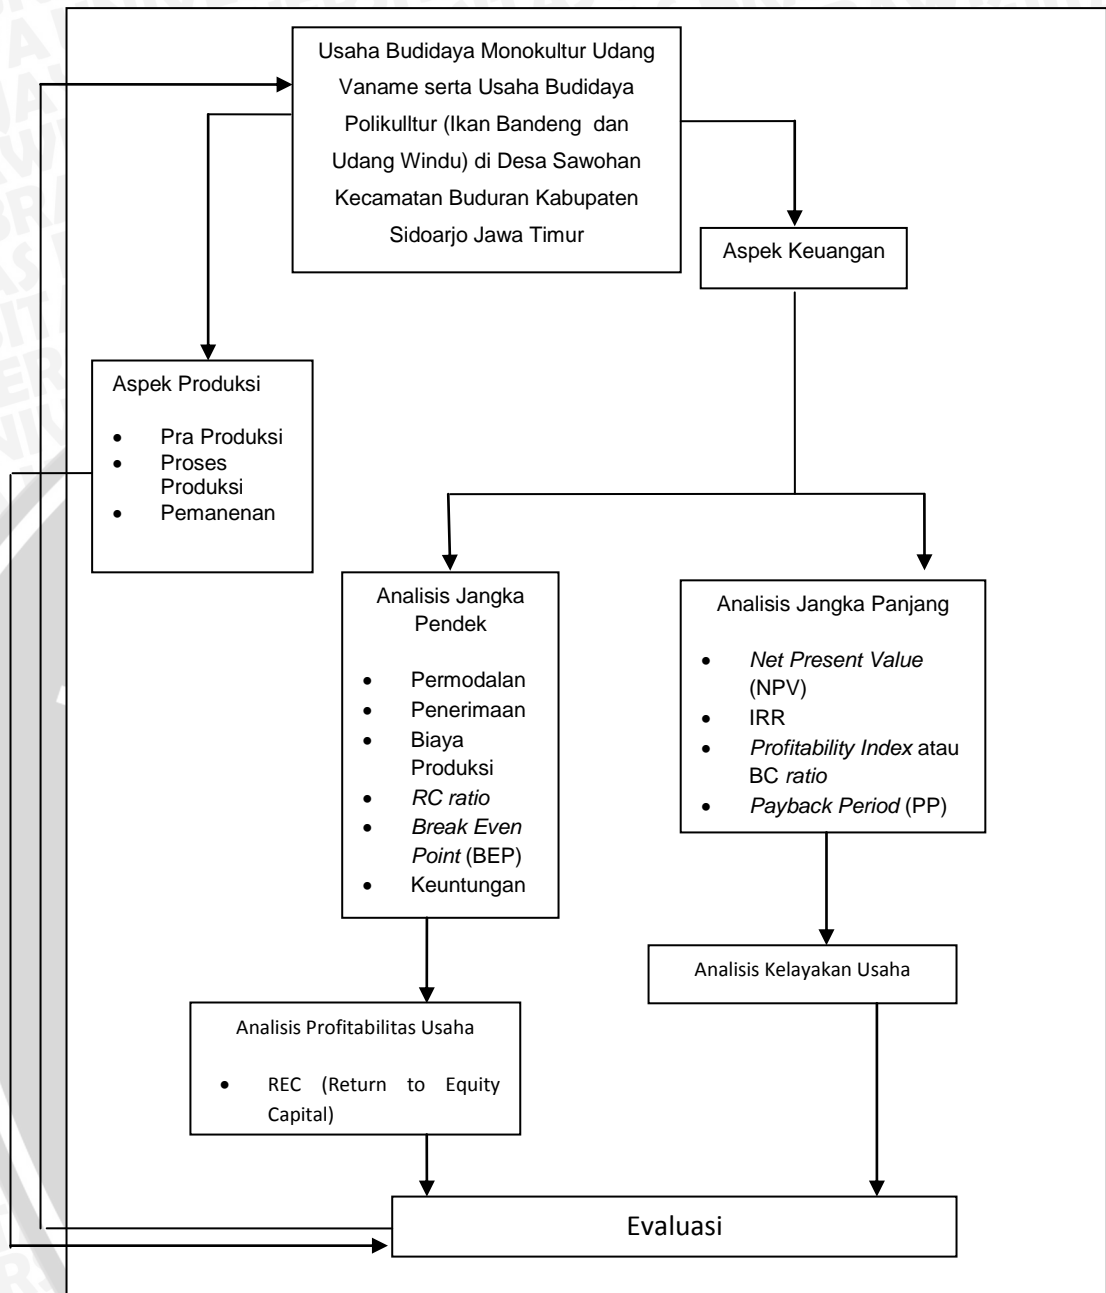 Usaha Budidaya Monokultur Udang
Vaname serta Usaha Budidaya
Polikulltur (Ikan Bandeng dan
Udang Windu) di Desa Sawohan
Kecamatan Buduran Kabupaten
Sidoarjo Jawa Timur
Aspek Keuangan
Aspek Produksi
• Pra Produksi
• Proses
Produksi
• Pemanenan
Analisis Jangka
Pendek
• Permodalan
• Penerimaan
• Biaya
Produksi
• RC ratio
• Break Even
Point (BEP)
• Keuntungan
Analisis Jangka Panjang
• Net Present Value
(NPV)
• IRR
• Profitability Index atau
BC ratio
• Payback Period (PP)
Analisis Kelayakan Usaha
Analisis Profitabilitas Usaha
• REC (Return to Equity
Capital)
Evaluasi